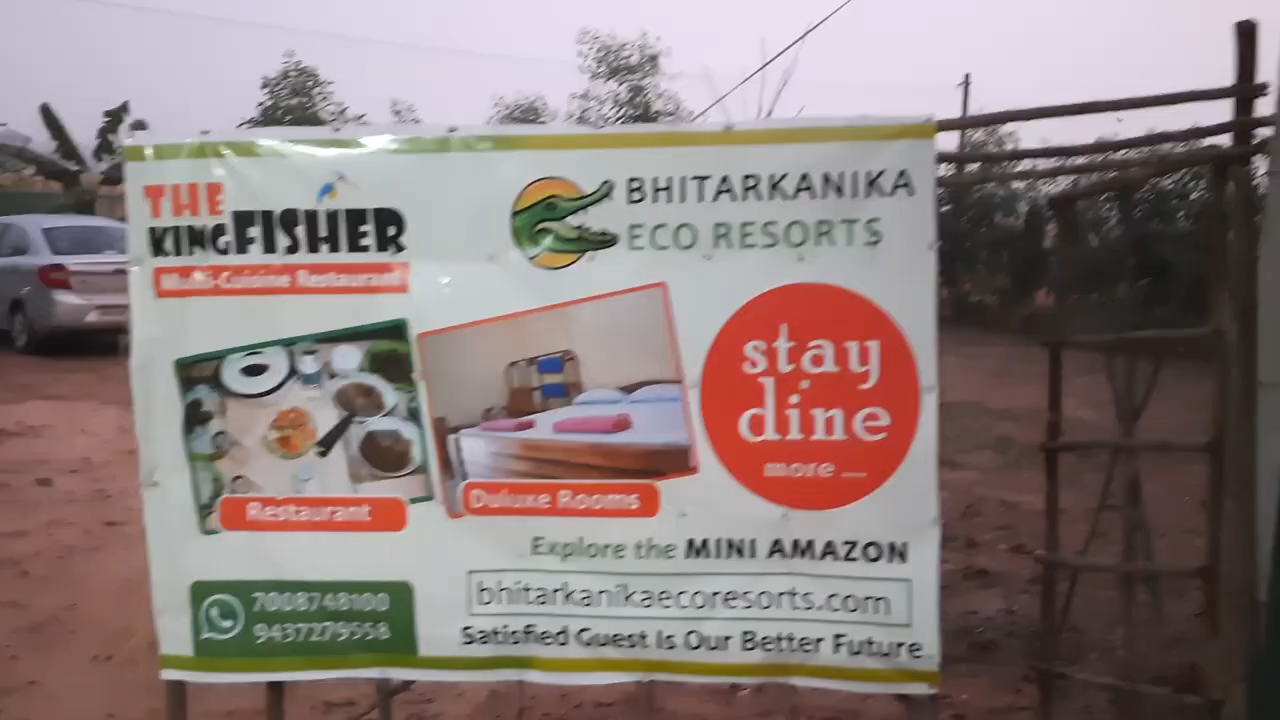 THE
KINGFISHER
Multi-Cuisine Restaurant
BHITARKANIKA
ECO RESORTS
stay
dine
more ...
Restaurant
Duluxe Rooms
Explore the MINI AMAZON
bhitarkanikaecoresorts.com
7008748100
9437279558
Satisfied Guest Is Our Better Future